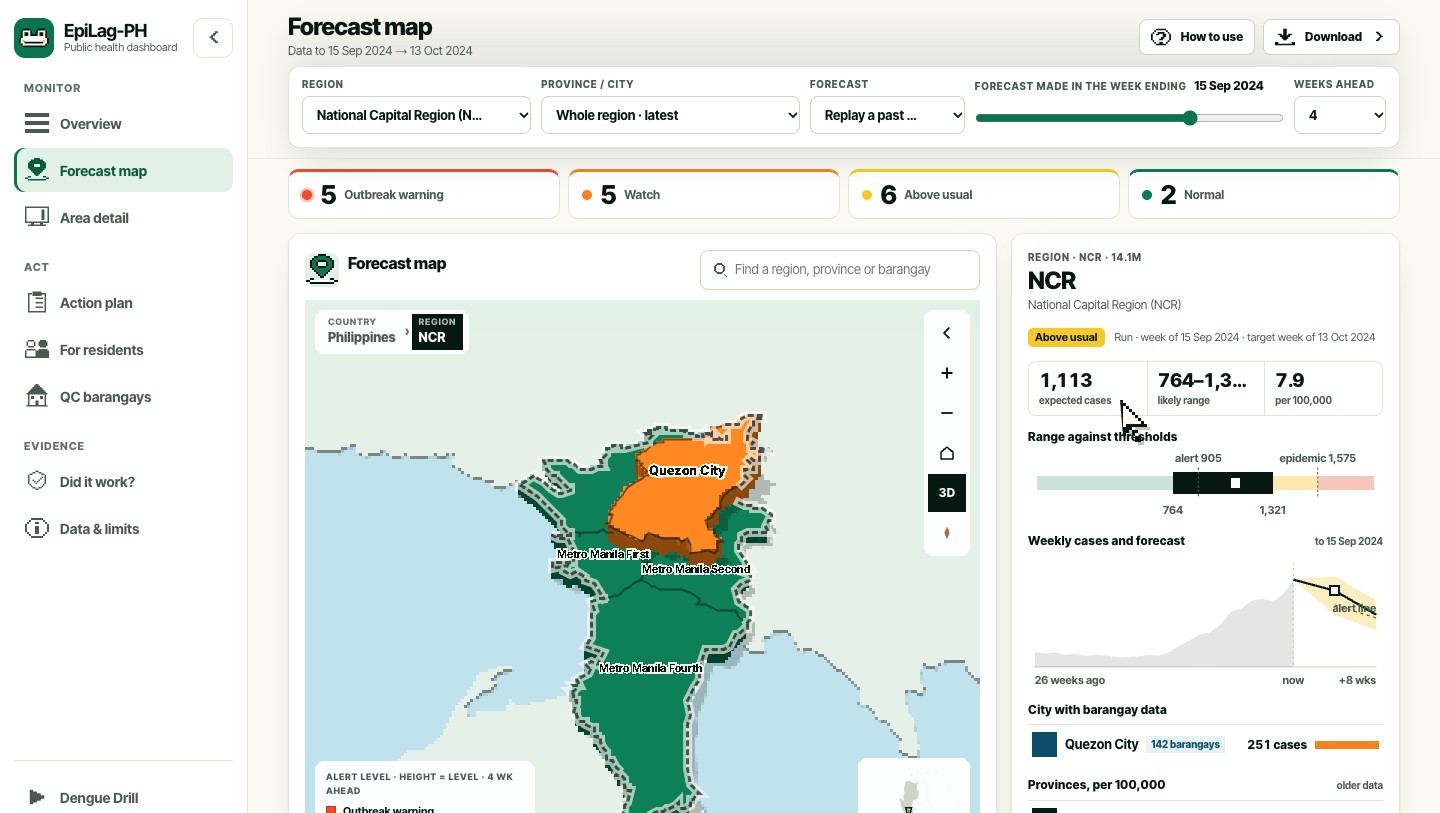 EpiLag-PH
Public health dashboard
MONITOR
Overview
Forecast map
Area detail
ACT
Action plan
For residents
QC barangays
EVIDENCE
Did it work?
Data & limits
Dengue Drill
Forecast map
Data to 15 Sep 2024 → 13 Oct 2024
How to use
Download
REGION
National Capital Region (N...
PROVINCE / CITY
Whole region · latest
FORECAST
Replay a past ...
FORECAST MADE IN THE WEEK ENDING 15 Sep 2024
WEEKS AHEAD
4
5 Outbreak warning
5 Watch
6 Above usual
2 Normal
Forecast map
Find a region, province or barangay
COUNTRY
Philippines
›
REGION
NCR
3D
Quezon City
Metro Manila First
Metro Manila Second
Metro Manila Fourth
ALERT LEVEL · HEIGHT = LEVEL · 4 WK
AHEAD
Outbreak warning
REGION · NCR · 14.1M
NCR
National Capital Region (NCR)
Above usual
Run · week of 15 Sep 2024 · target week of 13 Oct 2024
1,113
expected cases
764–1,3...
likely range
7.9
per 100,000
Range against thresholds
alert 905
epidemic 1,575
764
1,321
Weekly cases and forecast
to 15 Sep 2024
alert line
26 weeks ago
now
+8 wks
City with barangay data
Quezon City
142 barangays
251 cases
Provinces, per 100,000
older data